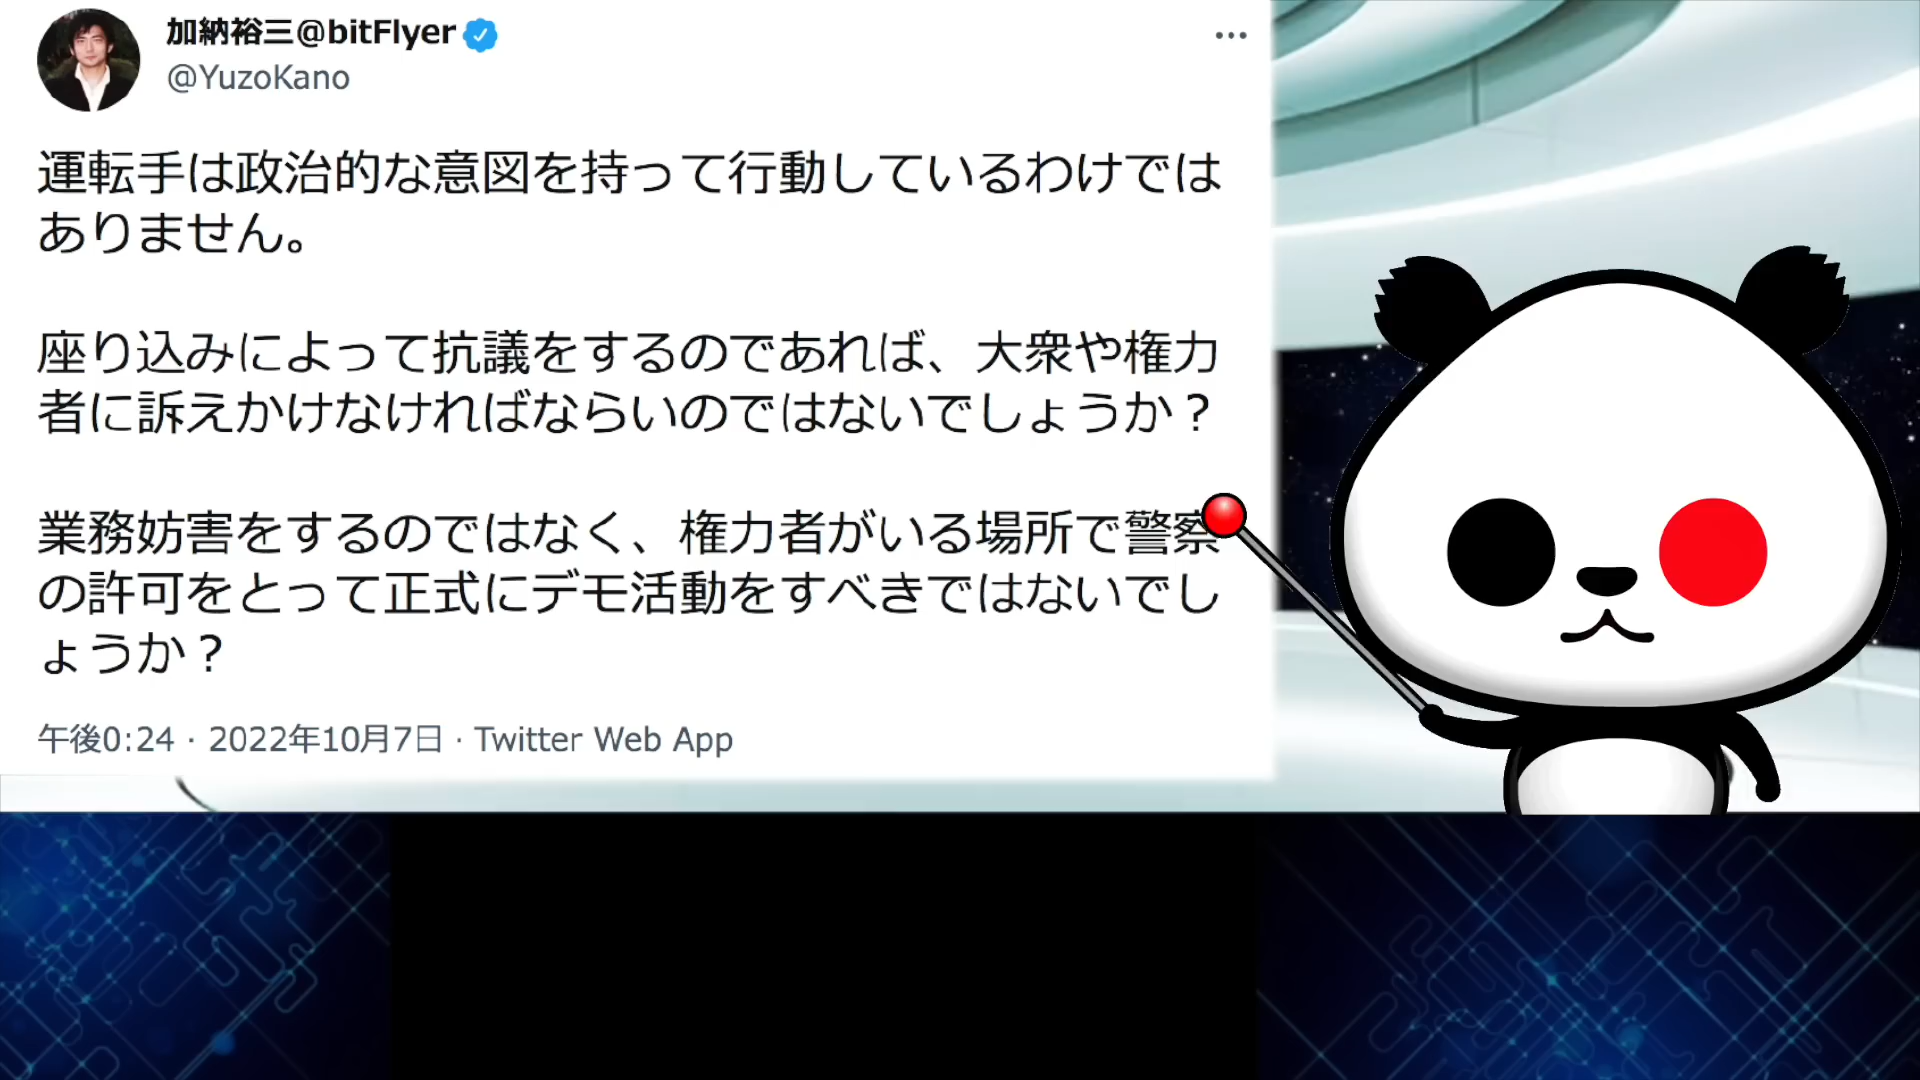 加納裕三@bitFlyer
@YuzoKano
運転手は政治的な意図を持って行動しているわけでは
ありません。
座り込みによって抗議をするのであれば、大衆や権力
者に訴えかけなければならいのではないでしょうか？
業務妨害をするのではなく、権力者がいる場所で警察
の許可をとって正式にデモ活動をすべきではないでし
ょうか？
午後0:24 · 2022年10月7日 · Twitter Web App